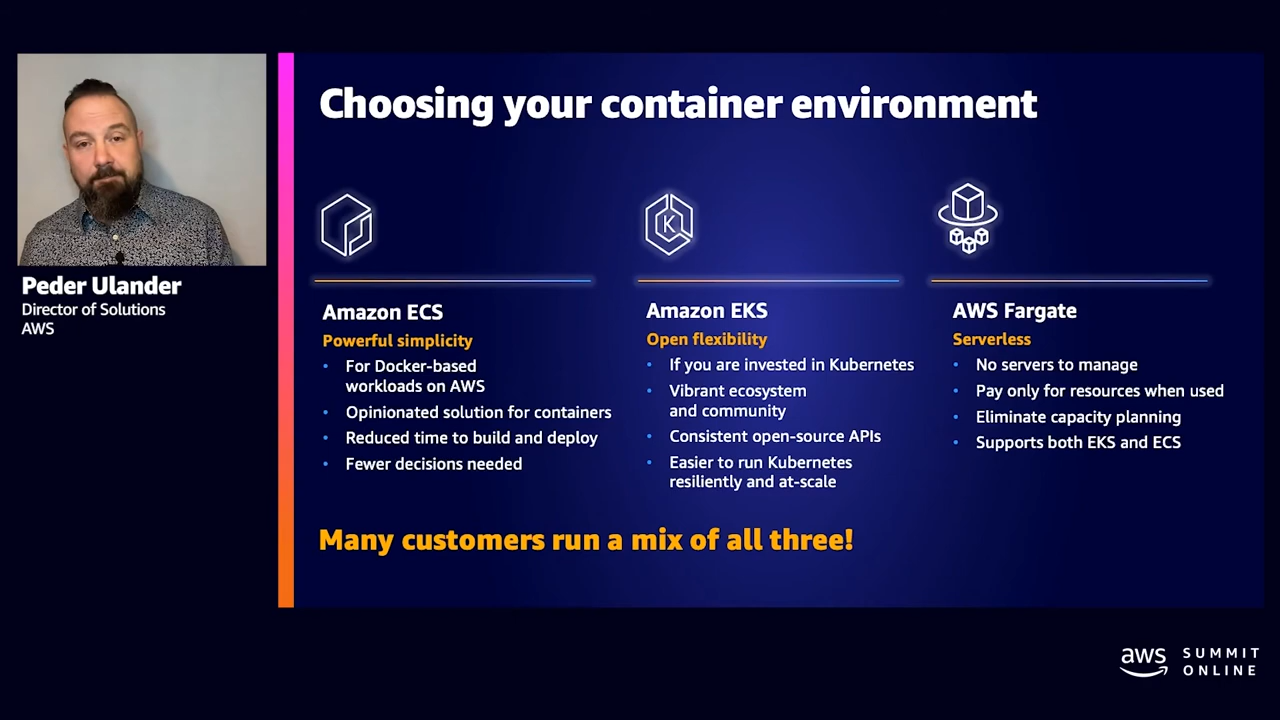 Choosing your container environment
Peder Ulander
Director of Solutions
AWS
K
Amazon ECS
Powerful simplicity
• For Docker-based
workloads on AWS
• Opinionated solution for containers
• Reduced time to build and deploy
• Fewer decisions needed
Amazon EKS
Open flexibility
• If you are invested in Kubernetes
• Vibrant ecosystem
and community
• Consistent open-source APIs
• Easier to run Kubernetes
resiliently and at-scale
AWS Fargate
Serverless
• No servers to manage
• Pay only for resources when used
• Eliminate capacity planning
• Supports both EKS and ECS
Many customers run a mix of all three!
aws SUMMIT
ONLINE